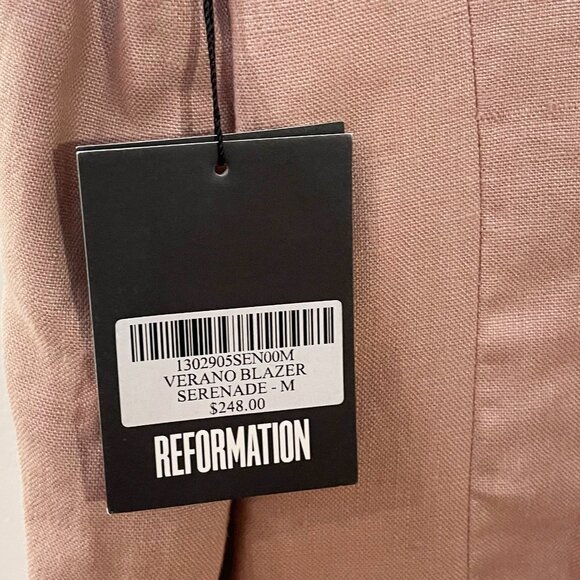 1302905SEN00M
VERANO BLAZER
SERENADE - M
$248.00
REFORMATION